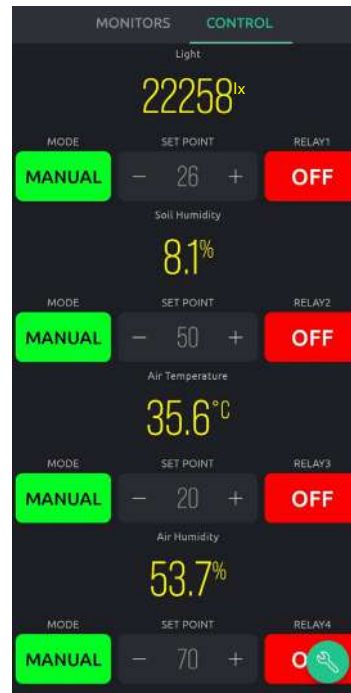 MONITORS CONTROL
Light
22258lx
MODE SET POINT RELAY1
MANUAL − 26 + OFF
Soil Humidity
8.1%
MODE SET POINT RELAY2
MANUAL − 50 + OFF
Air Temperature
35.6°C
MODE SET POINT RELAY3
MANUAL − 20 + OFF
Air Humidity
53.7%
MODE SET POINT RELAY4
MANUAL − 70 + O